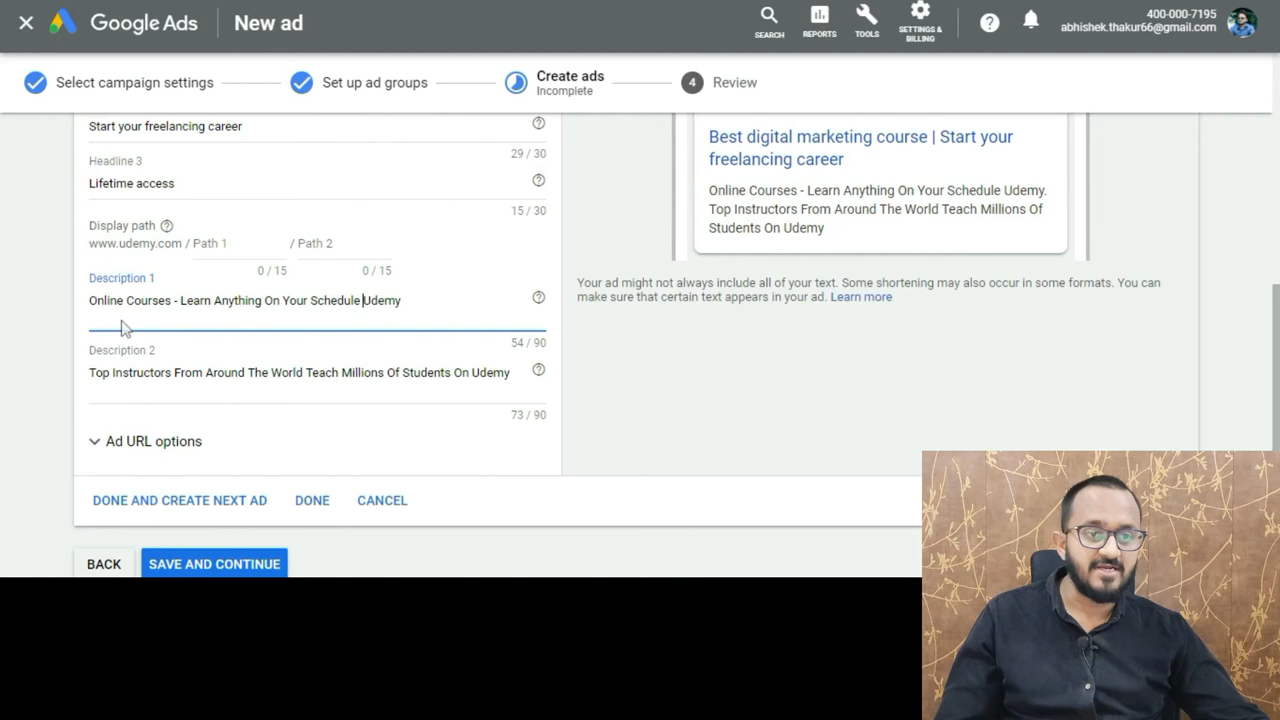 Google Ads
New ad
SEARCH
REPORTS
TOOLS
SETTINGS &
BILLING
400-000-7195
abhishek.thakur66@gmail.com
Select campaign settings
Set up ad groups
Create ads
Incomplete
4
Review
Start your freelancing career
29 / 30
Headline 3
Lifetime access
15 / 30
Display path
www.udemy.com / Path 1
/ Path 2
0 / 15
0 / 15
Description 1
Online Courses - Learn Anything On Your Schedule Udemy
54 / 90
Description 2
Top Instructors From Around The World Teach Millions Of Students On Udemy
73 / 90
Ad URL options
Best digital marketing course | Start your
freelancing career
Online Courses - Learn Anything On Your Schedule Udemy.
Top Instructors From Around The World Teach Millions Of
Students On Udemy
Your ad might not always include all of your text. Some shortening may also occur in some formats. You
can make sure that certain text appears in your ad. Learn more
DONE AND CREATE NEXT AD
DONE
CANCEL
BACK
SAVE AND CONTINUE